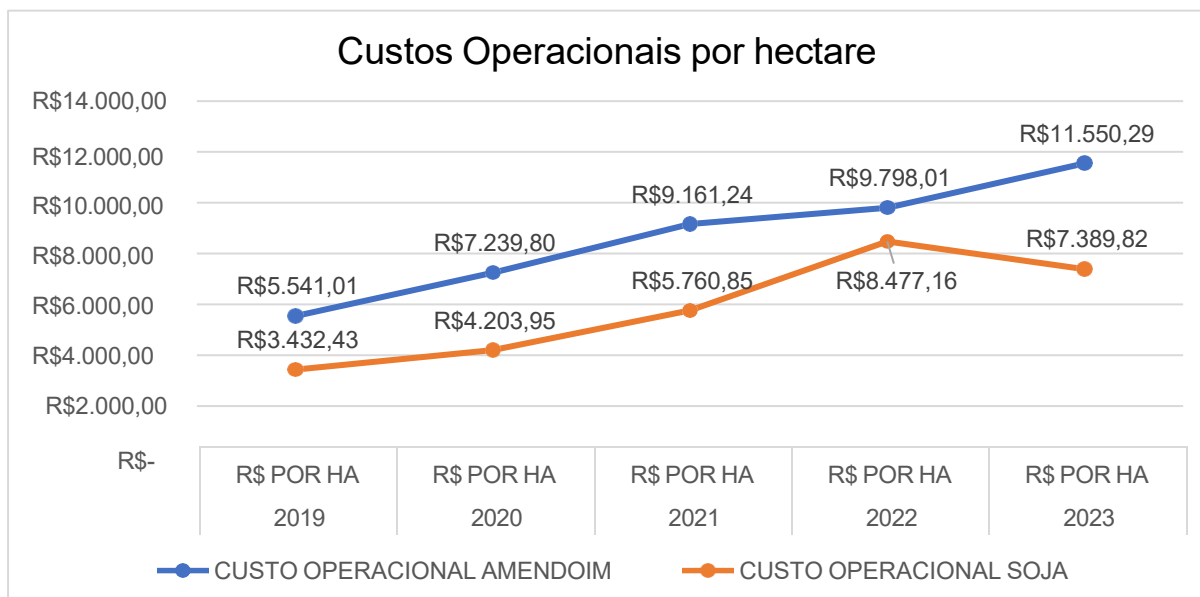 Custos Operacionais por hectare
R$14.000,00
R$12.000,00
R$10.000,00
R$8.000,00
R$6.000,00
R$4.000,00
R$2.000,00
R$-
R$5.541,01
R$7.239,80
R$9.161,24
R$9.798,01
R$11.550,29
R$3.432,43
R$4.203,95
R$5.760,85
R$8.477,16
R$7.389,82
R$ POR HA
R$ POR HA
R$ POR HA
R$ POR HA
R$ POR HA
2019
2020
2021
2022
2023
CUSTO OPERACIONAL AMENDOIM
CUSTO OPERACIONAL SOJA